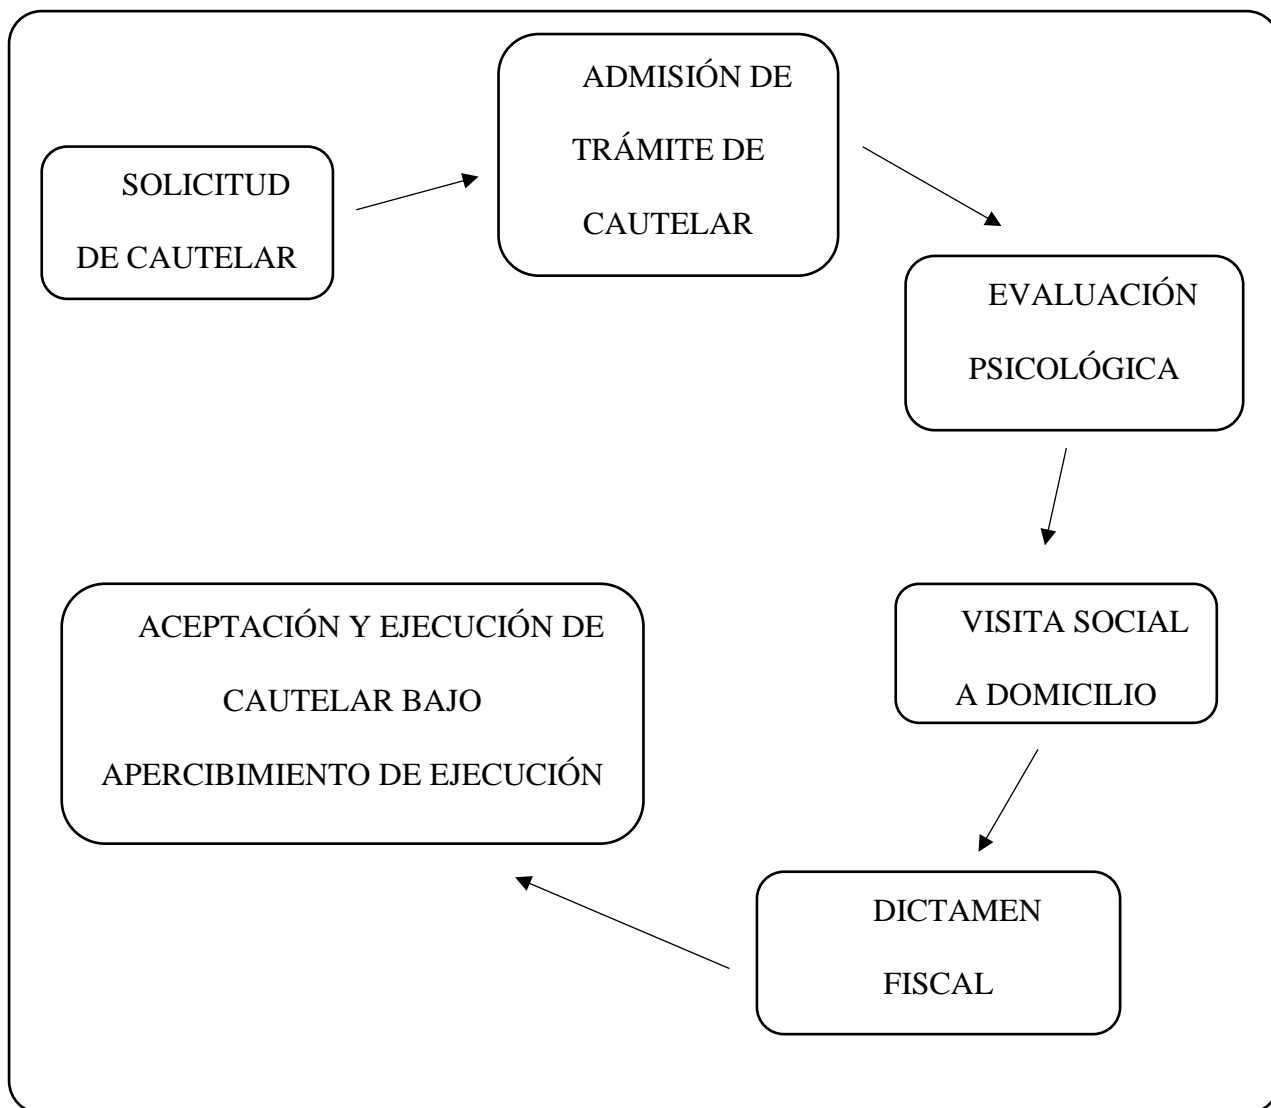 SOLICITUD
DE CAUTELAR
ADMISIÓN DE
TRÁMITE DE
CAUTELAR
EVALUACIÓN
PSICOLÓGICA
VISITA SOCIAL
A DOMICILIO
DICTAMEN
FISCAL
ACEPTACIÓN Y EJECUCIÓN DE
CAUTELAR BAJO
APERCIBIMIENTO DE EJECUCIÓN